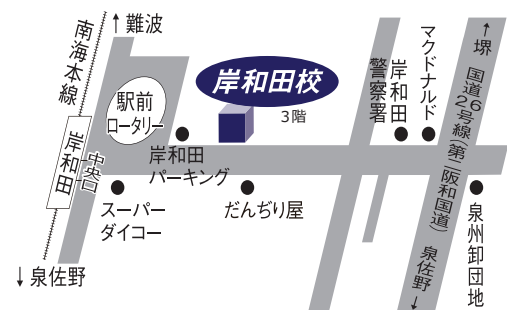 ↑難波
南海本線
岸和田
中央口
駅前
ロータリー
岸和田校
3階
岸和田
パーキング
スーパー
ダイコー
だんぢり屋
岸和田
警察署
マクドナルド
↑堺
国道26号線(第二阪和国道)
泉佐野↓
泉州卸団地
↓泉佐野